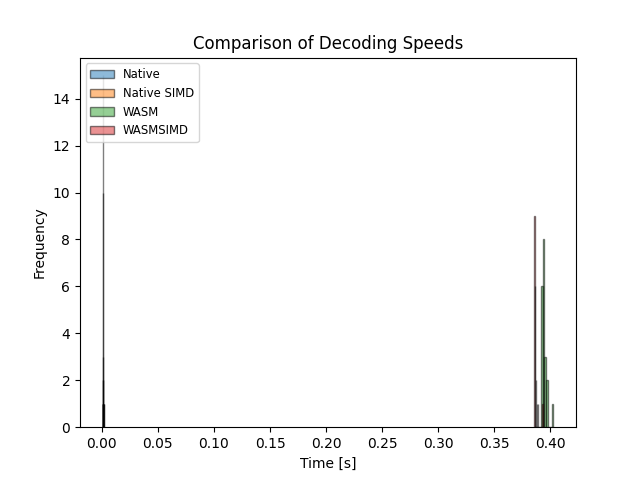 Comparison of Decoding Speeds
Native
Native SIMD
WASM
WASMSIMD
Frequency
14
12
10
8
6
4
2
0
0.00 0.05 0.10 0.15 0.20 0.25 0.30 0.35 0.40
Time [s]